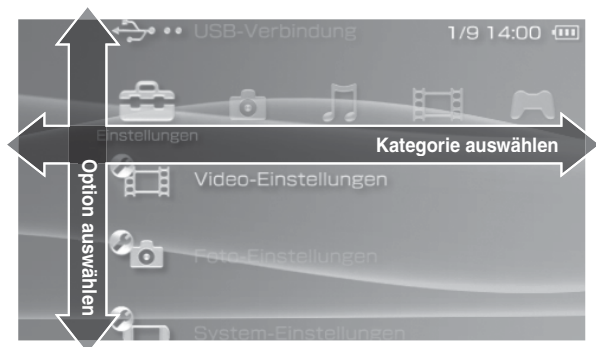 USB-Verbindung
1/9 14:00
Einstellungen
Kategorie auswählen
Option auswählen
Video-Einstellungen
Foto-Einstellungen
System-Einstellungen